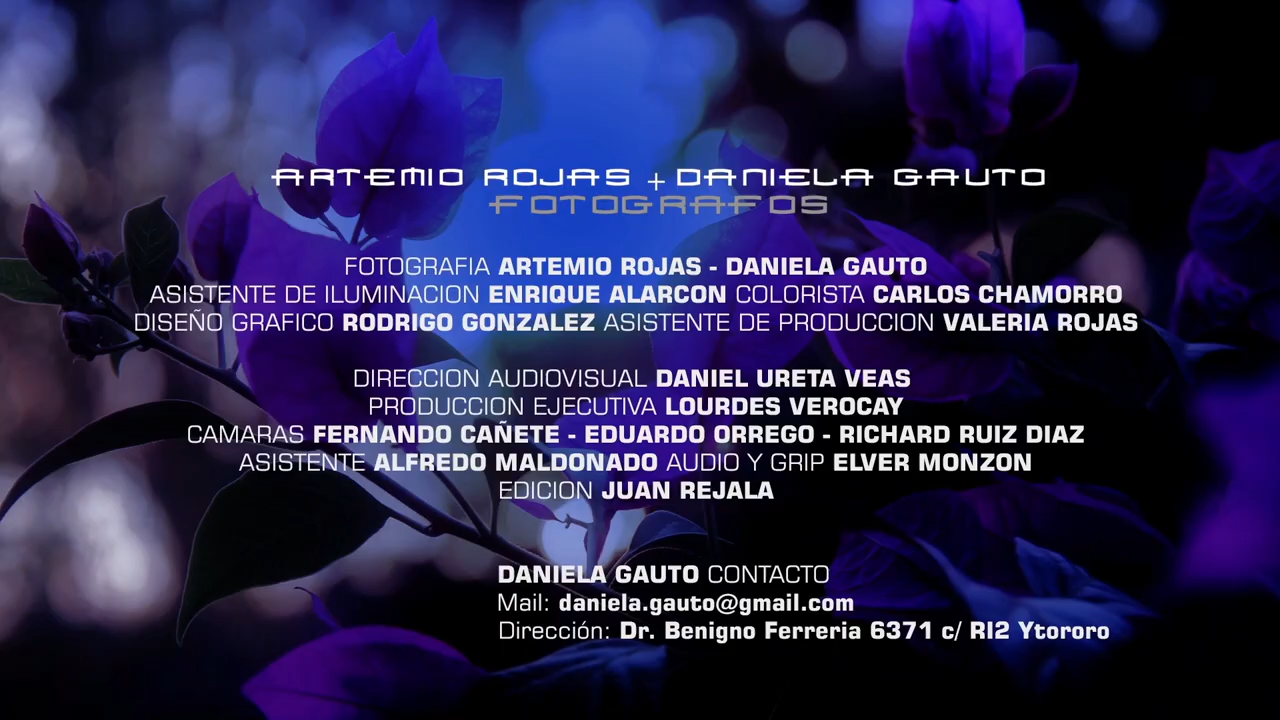 ARTEMIO ROJAS + DANIELA GAUTO
FOTOGRAFOS
FOTOGRAFIA ARTEMIO ROJAS - DANIELA GAUTO
ASISTENTE DE ILUMINACION ENRIQUE ALARCON COLORISTA CARLOS CHAMORRO
DISEÑO GRAFICO RODRIGO GONZALEZ ASISTENTE DE PRODUCCION VALERIA ROJAS
DIRECCION AUDIOVISUAL DANIEL URETA VEAS
PRODUCCION EJECUTIVA LOURDES VEROCAY
CAMARAS FERNANDO CAÑETE - EDUARDO ORREGO - RICHARD RUIZ DIAZ
ASISTENTE ALFREDO MALDONADO AUDIO Y GRIP ELVER MONZON
EDICION JUAN REJALA
DANIELA GAUTO CONTACTO
Mail: daniela.gauto@gmail.com
Dirección: Dr. Benigno Ferreria 6371 c/ RI2 Ytororo